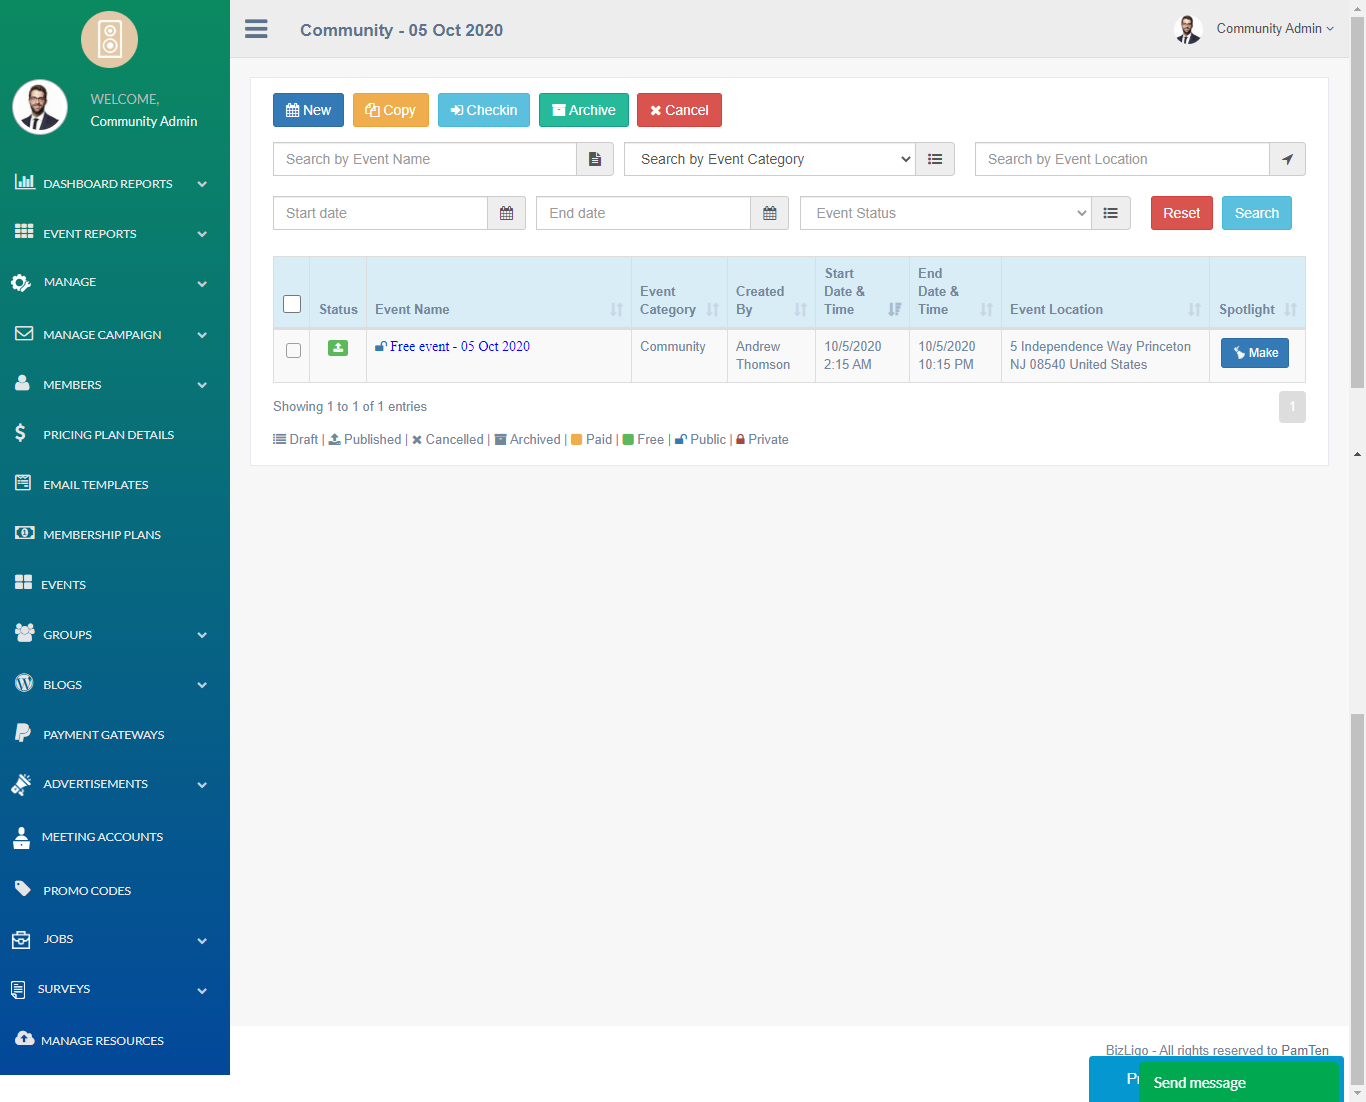 Community - 05 Oct 2020
Community Admin
WELCOME,
Community Admin
DASHBOARD REPORTS
EVENT REPORTS
MANAGE
MANAGE CAMPAIGN
MEMBERS
PRICING PLAN DETAILS
EMAIL TEMPLATES
MEMBERSHIP PLANS
EVENTS
GROUPS
BLOGS
PAYMENT GATEWAYS
ADVERTISEMENTS
MEETING ACCOUNTS
PROMO CODES
JOBS
SURVEYS
MANAGE RESOURCES
New Copy Checkin Archive Cancel
Search by Event Name Search by Event Category Search by Event Location
Start date End date Event Status Reset Search
Status Event Name Event Category Created By Start Date & Time End Date & Time Event Location Spotlight
Free event - 05 Oct 2020 Community Andrew Thomson 10/5/2020 2:15 AM 10/5/2020 10:15 PM 5 Independence Way Princeton NJ 08540 United States Make
Showing 1 to 1 of 1 entries 1
Draft | Published | Cancelled | Archived | Paid | Free | Public | Private
BizLigo - All rights reserved to PamTen
Send message